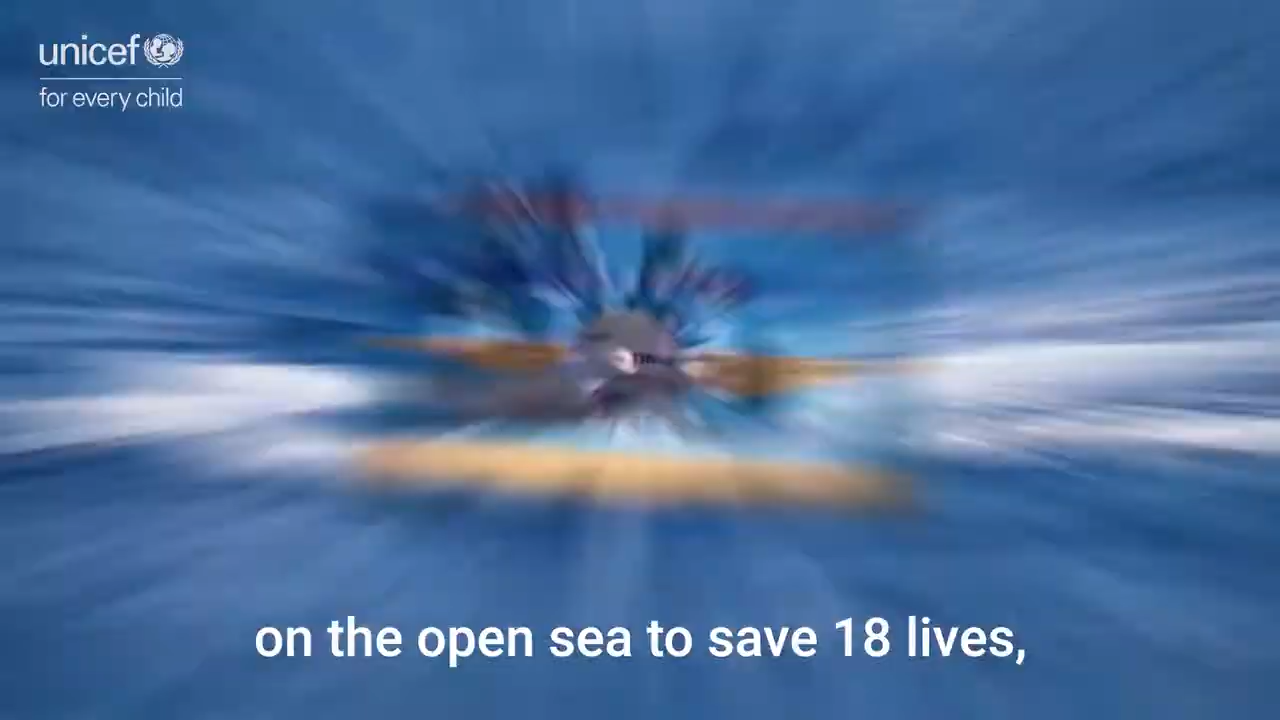 unicef
for every child
on the open sea to save 18 lives,